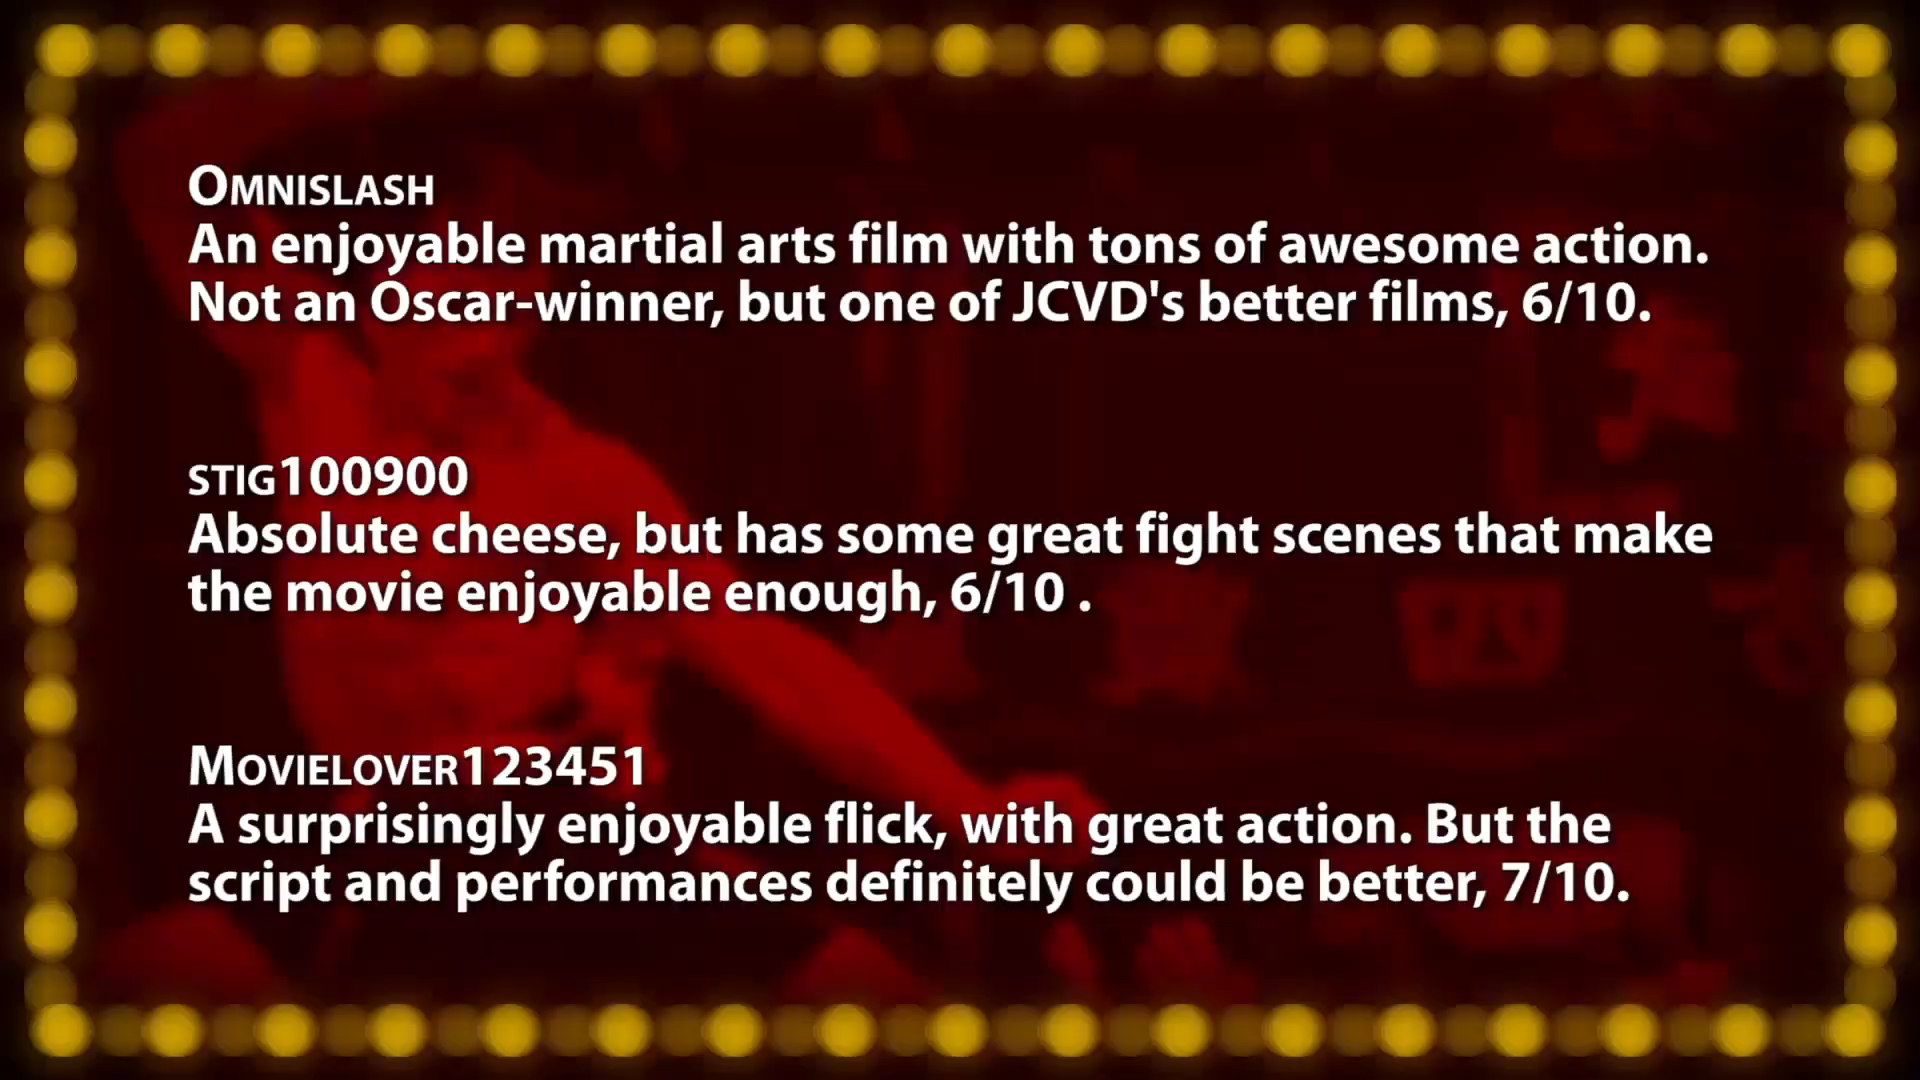 Omnislash
An enjoyable martial arts film with tons of awesome action.
Not an Oscar-winner, but one of JCVD's better films, 6/10.
stig100900
Absolute cheese, but has some great fight scenes that make
the movie enjoyable enough, 6/10 .
Movielover123451
A surprisingly enjoyable flick, with great action. But the
script and performances definitely could be better, 7/10.